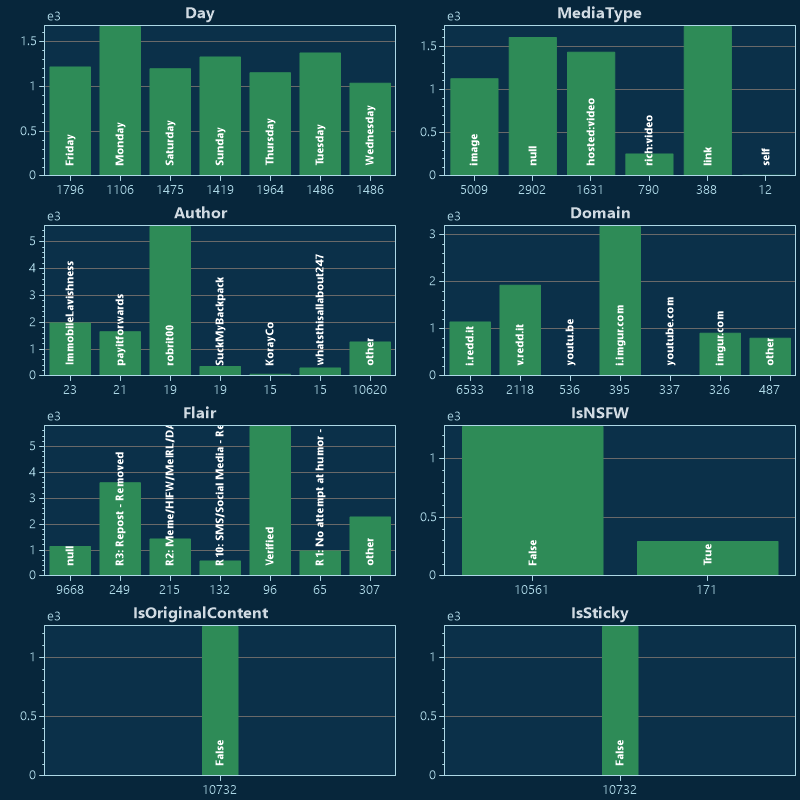 Day
e3
1.5
1
0.5
0
Friday
Monday
Saturday
Sunday
Thursday
Tuesday
Wednesday
1796 1106 1475 1419 1964 1486 1486
MediaType
e3
1.5
1
0.5
0
image
null
hosted:video
rich:video
link
self
5009 2902 1631 790 388 12
Author
e3
5
4
3
2
1
0
ImmobileLavishness
payitforwards
robrit00
SuckMyBackpack
KorayCo
whatsthisallabout247
other
23 21 19 19 15 15 10620
Domain
e3
3
2
1
0
i.redd.it
v.redd.it
youtu.be
i.imgur.com
youtube.com
imgur.com
other
6533 2118 536 395 337 326 487
Flair
e3
5
4
3
2
1
0
null
R3: Repost - Removed
R2: Meme/HIFW/MeIRL/DA
R10: SMS/Social Media - Re
Verified
R1: No attempt at humor -
other
9668 249 215 132 96 65 307
IsNSFW
e3
1
0.5
0
False
True
10561 171
IsOriginalContent
e3
1
0.5
0
False
10732
IsSticky
e3
1
0.5
0
False
10732